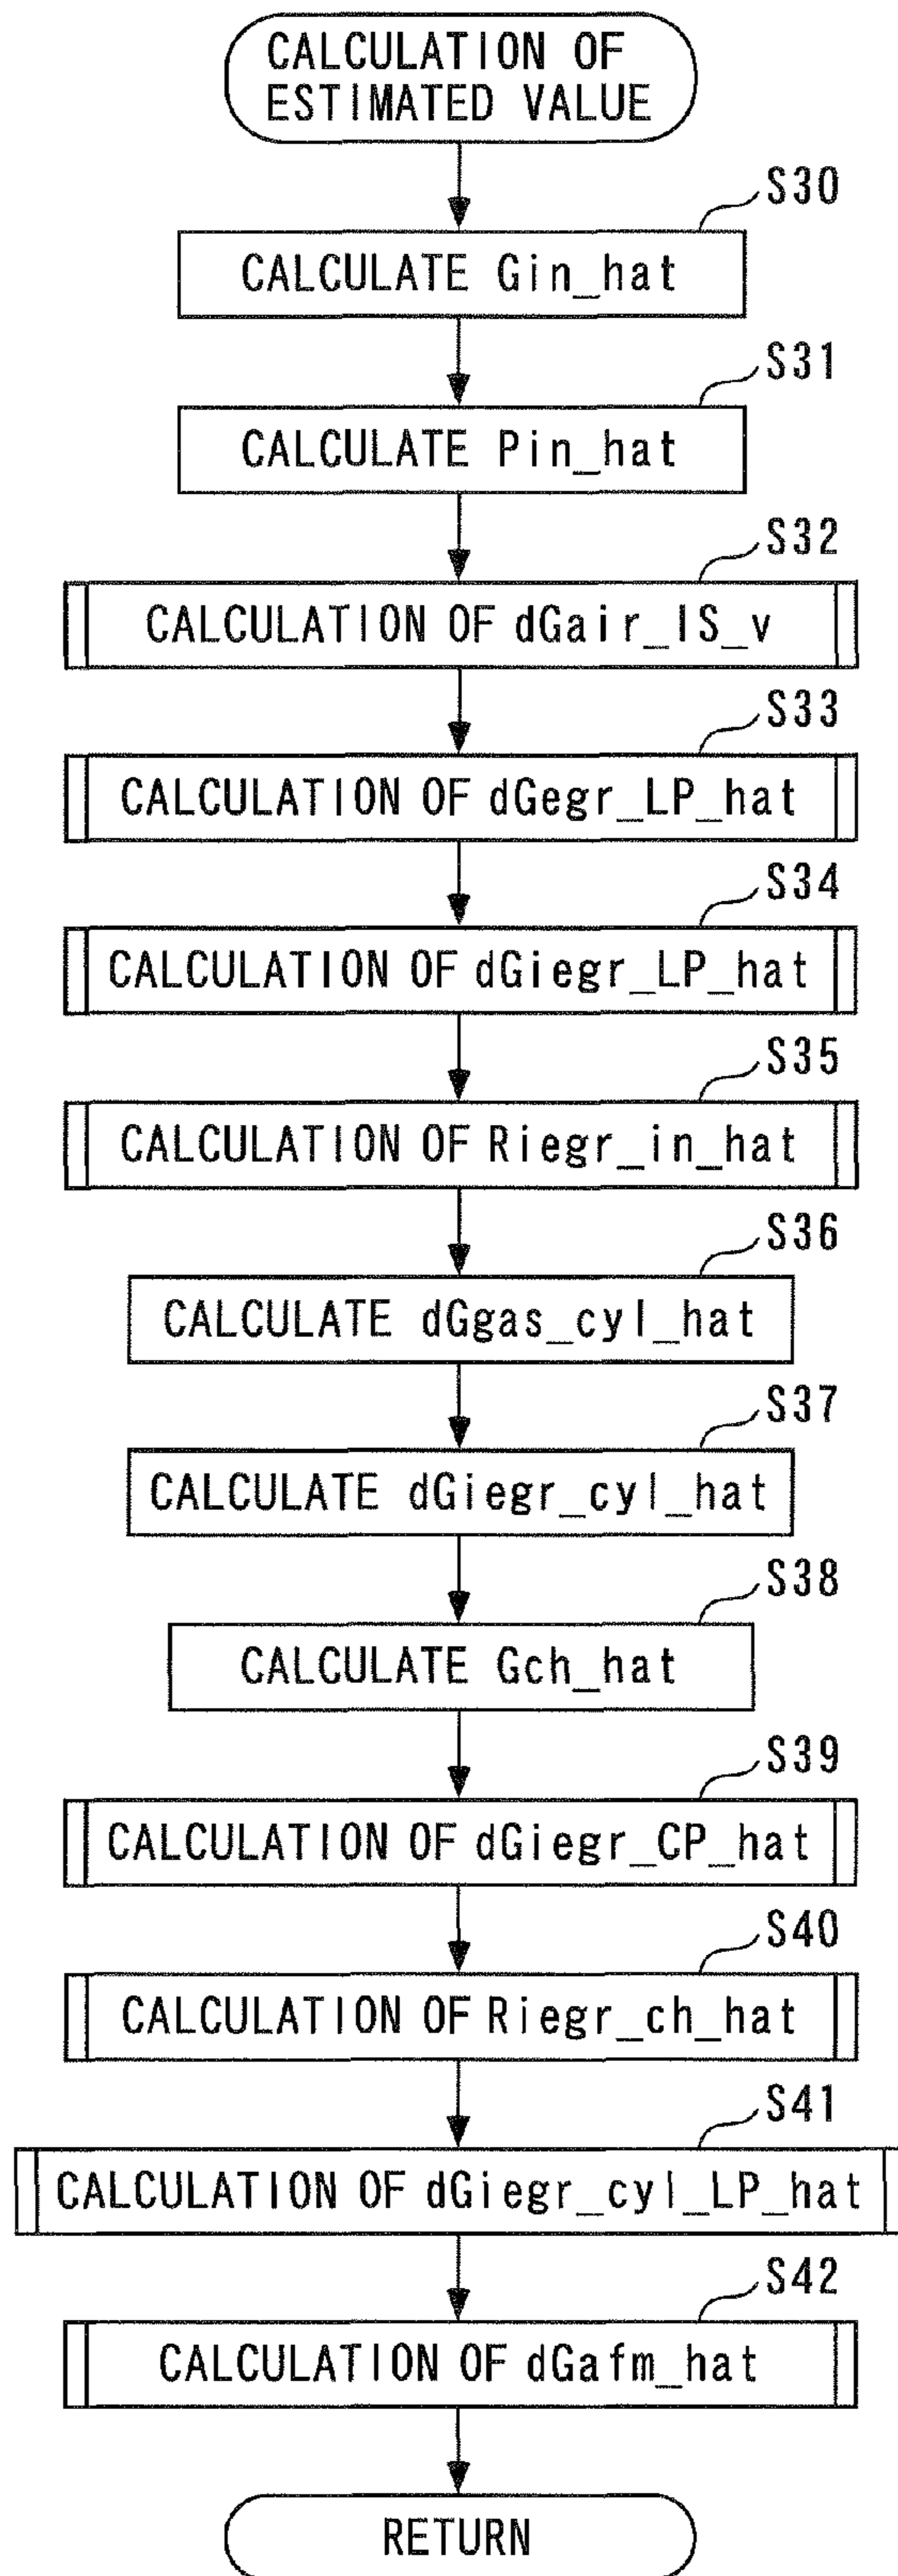 CALCULATION OF
ESTIMATED VALUE
S30
CALCULATE Gin_hat
S31
CALCULATE Pin_hat
S32
CALCULATION OF dGair_IS_v
S33
CALCULATION OF dGegr_LP_hat
S34
CALCULATION OF dGiegr_LP_hat
S35
CALCULATION OF Riegr_in_hat
S36
CALCULATE dGgas_cyl_hat
S37
CALCULATE dGiegr_cyl_hat
S38
CALCULATE Gch_hat
S39
CALCULATION OF dGiegr_CP_hat
S40
CALCULATION OF Riegr_ch_hat
S41
CALCULATION OF dGiegr_cyl_LP_hat
S42
CALCULATION OF dGafm_hat
RETURN